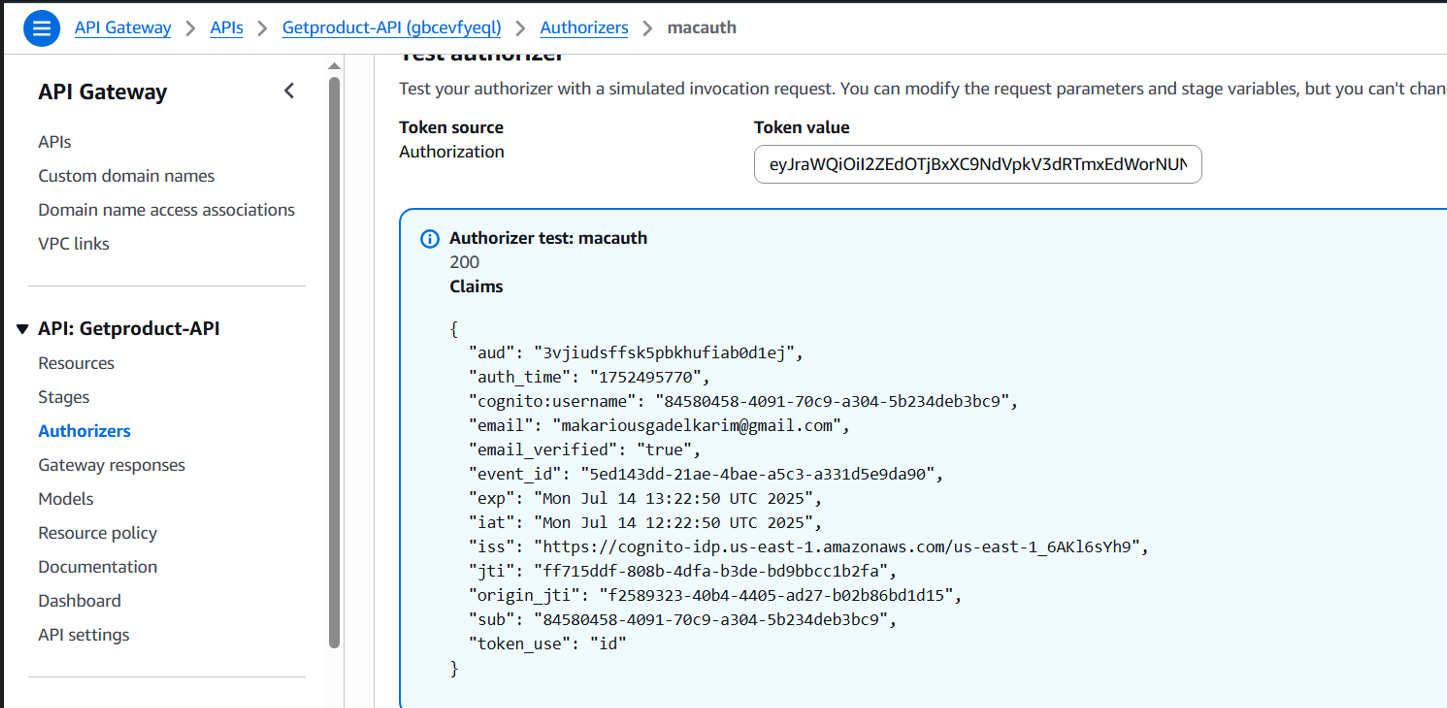 API Gateway > APIs > Getproduct-API (gbcevfyeql) > Authorizers > macauth
API Gateway
APIs
Custom domain names
Domain name access associations
VPC links
API: Getproduct-API
Resources
Stages
Authorizers
Gateway responses
Models
Resource policy
Documentation
Dashboard
API settings
Test authorizer
Test your authorizer with a simulated invocation request. You can modify the request parameters and stage variables, but you can't chan
Token source
Authorization
Token value
eyJraWQiOiI2ZEdOTjBxXC9NdVpkV3dRTmxEdWorNUN
Authorizer test: macauth
200
Claims
{
"aud": "3vjiudsffsk5pbkhufiab0d1ej",
"auth_time": "1752495770",
"cognito:username": "84580458-4091-70c9-a304-5b234deb3bc9",
"email": "makariousgadelkarim@gmail.com",
"email_verified": "true",
"event_id": "5ed143dd-21ae-4bae-a5c3-a331d5e9da90",
"exp": "Mon Jul 14 13:22:50 UTC 2025",
"iat": "Mon Jul 14 12:22:50 UTC 2025",
"iss": "https://cognito-idp.us-east-1.amazonaws.com/us-east-1_6AKl6sYh9",
"jti": "ff715ddf-808b-4dfa-b3de-bd9bbcc1b2fa",
"origin_jti": "f2589323-40b4-4405-ad27-b02b86bd1d15",
"sub": "84580458-4091-70c9-a304-5b234deb3bc9",
"token_use": "id"
}